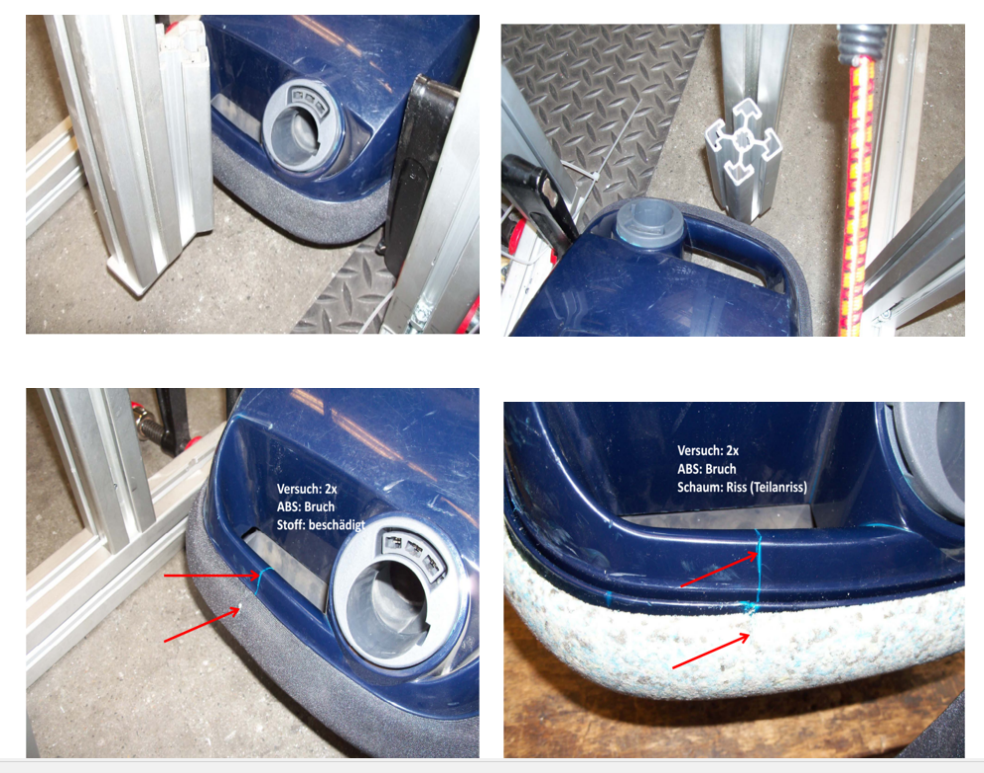 Versuch: 2x
ABS: Bruch
Stoff: beschädigt
Versuch: 2x
ABS: Bruch
Schaum: Riss (Teilanriss)